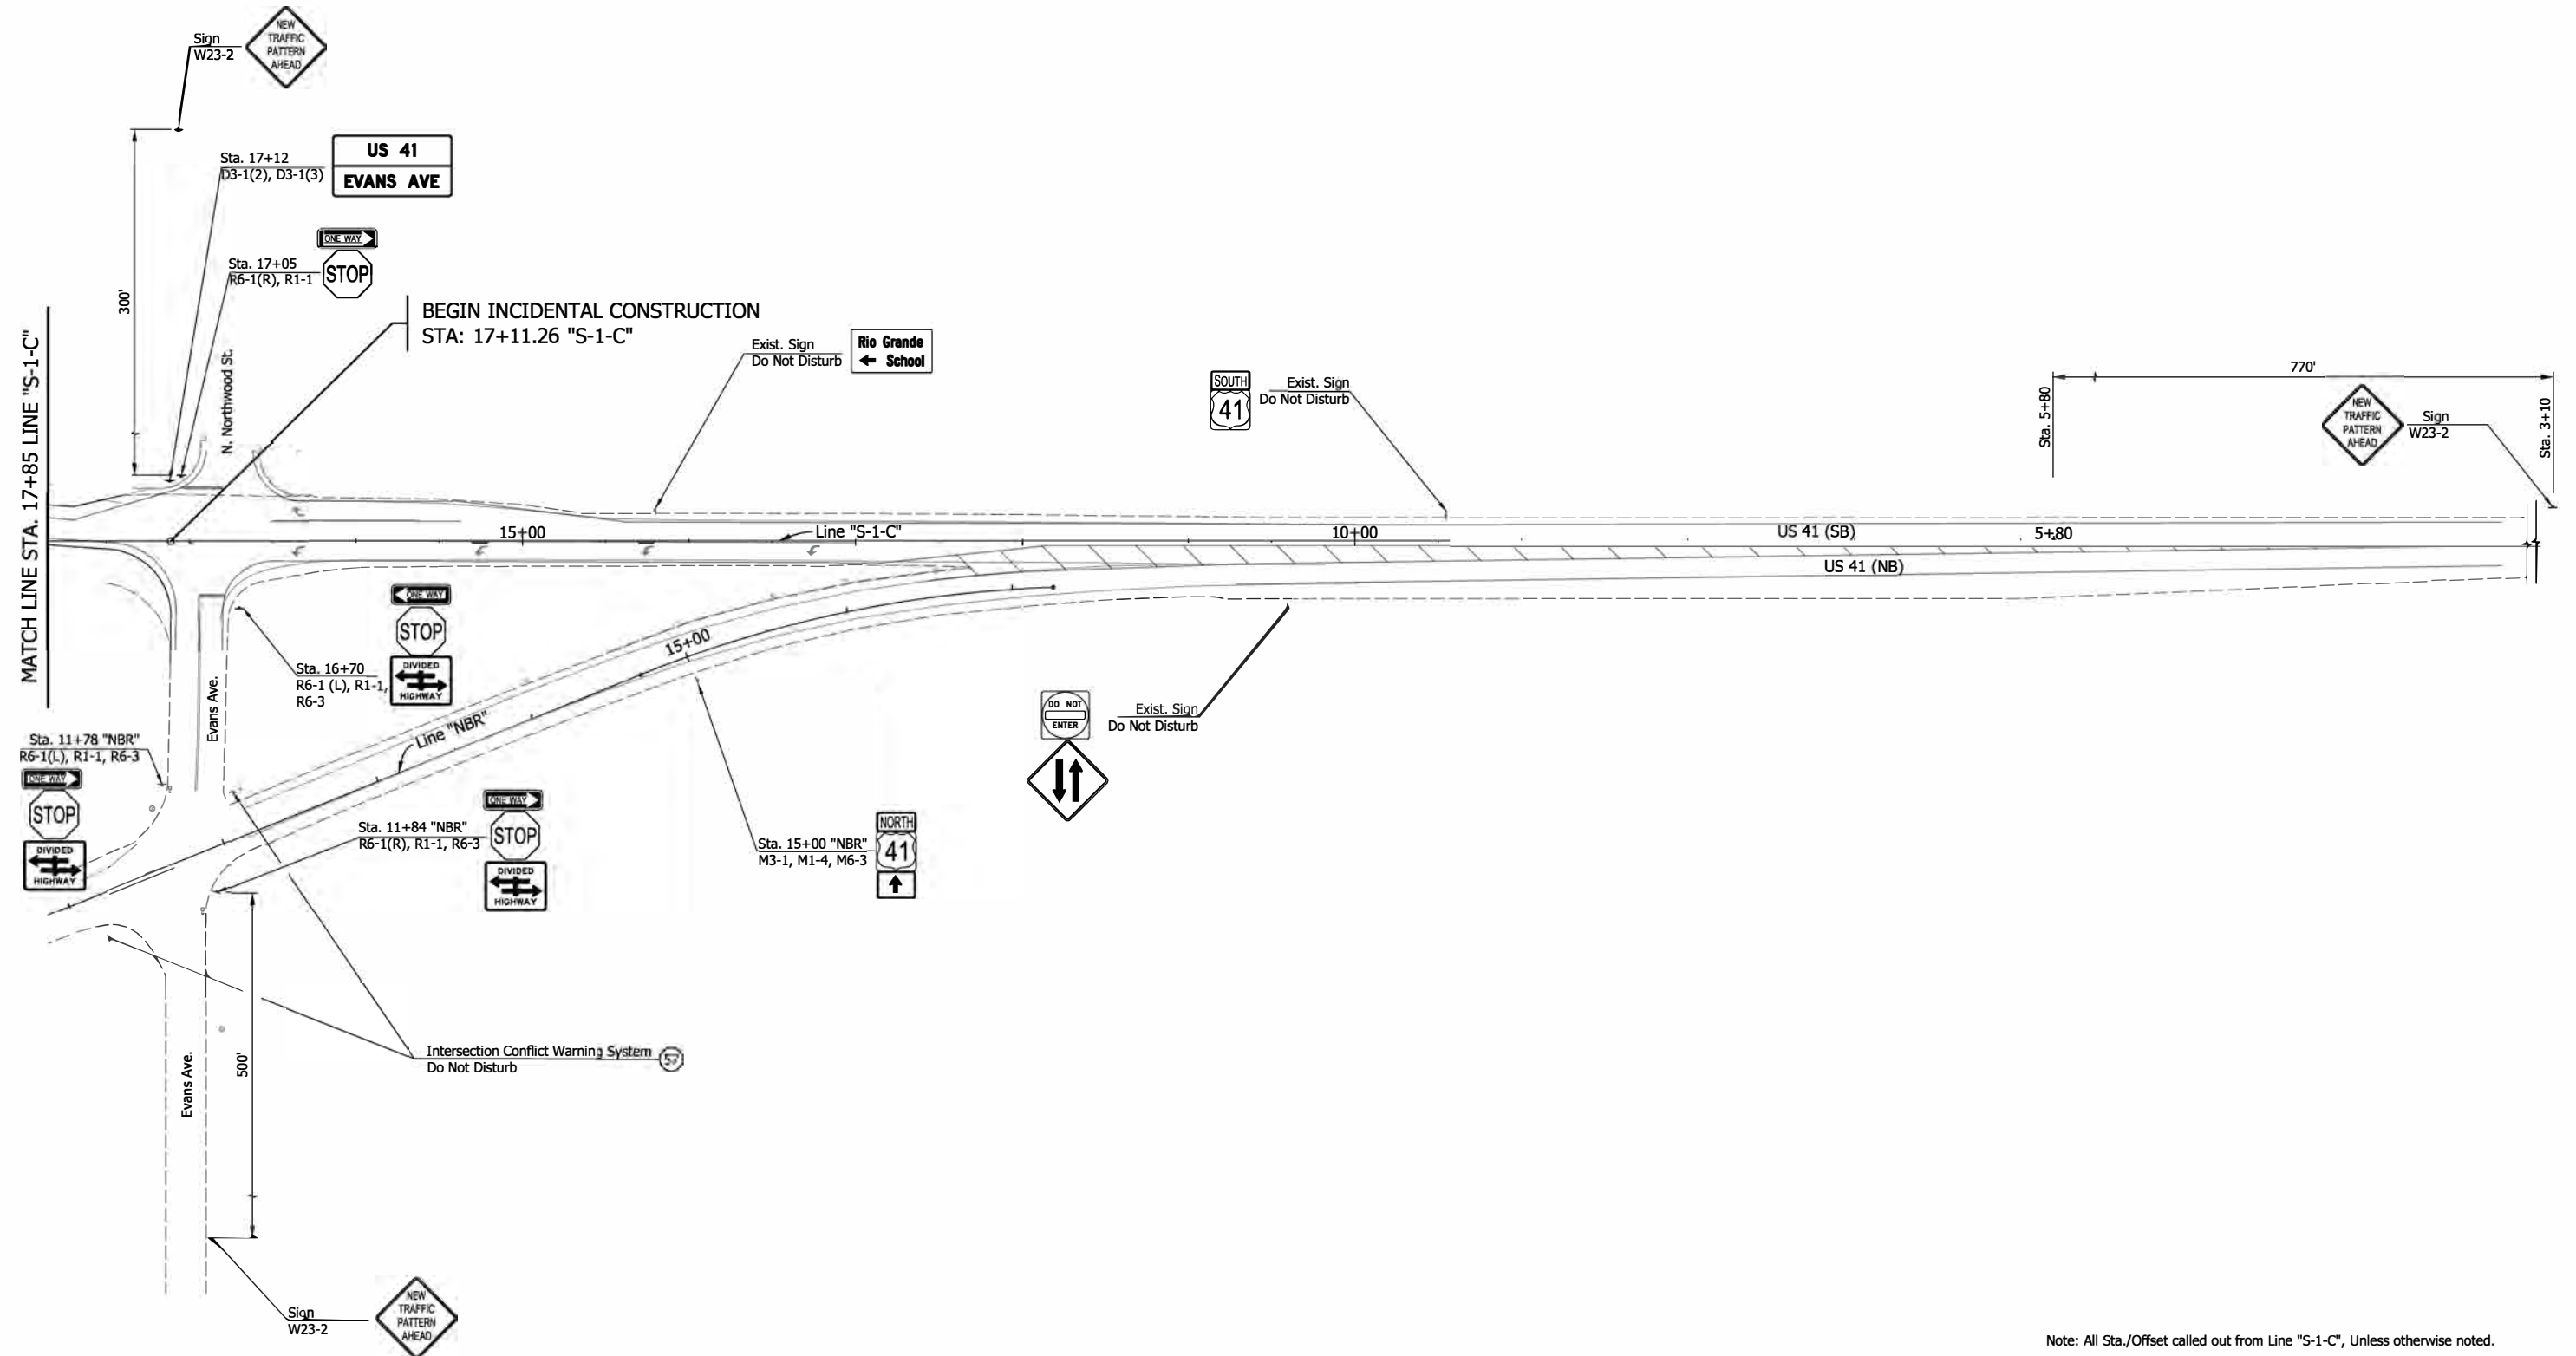 NEW
TRAFFIC
PATTERN
AHEAD
Sign
W23-2
Sta. 17+12
D3-1(2), D3-1(3)
US 41
EVANS AVE
ONE WAY
STOP
Sta. 17+05
R6-1(R), R1-1
300'
N. Northwood St.
MATCH LINE STA. 17+85 LINE "S-1-C"
BEGIN INCIDENTAL CONSTRUCTION
STA: 17+11.26 "S-1-C"
Exist. Sign
Do Not Disturb
Rio Grande
School
SOUTH
41
Exist. Sign
Do Not Disturb
Sta. 5+80
770'
Sta. 3+10
NEW
TRAFFIC
PATTERN
AHEAD
Sign
W23-2
15+00
Line "S-1-C"
10+00
US 41 (SB)
5+80
US 41 (NB)
ONE WAY
STOP
DIVIDED
HIGHWAY
Sta. 16+70
R6-1 (L), R1-1,
R6-3
15+00
Evans Ave.
Line "NBR"
Sta. 11+78 "NBR"
R6-1(L), R1-1, R6-3
ONE WAY
STOP
DIVIDED
HIGHWAY
Sta. 11+84 "NBR"
R6-1(R), R1-1, R6-3
ONE WAY
STOP
DIVIDED
HIGHWAY
Sta. 15+00 "NBR"
M3-1, M1-4, M6-3
NORTH
41
DO NOT
ENTER
Exist. Sign
Do Not Disturb
500'
Evans Ave.
Intersection Conflict Warning System
57
Do Not Disturb
Sign
W23-2
NEW
TRAFFIC
PATTERN
AHEAD
Note: All Sta./Offset called out from Line "S-1-C", Unless otherwise noted.